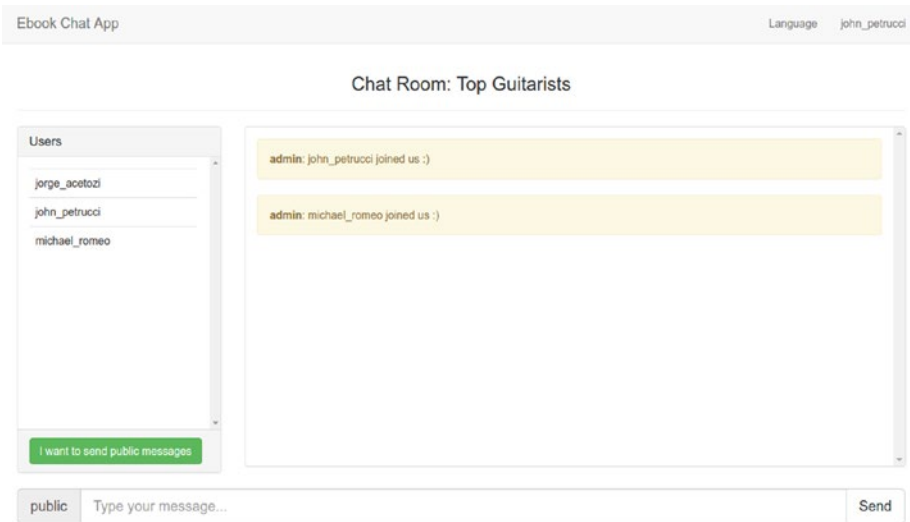 Ebook Chat App
Language
john_petrucci
Chat Room: Top Guitarists
Users
jorge_acetozi
john_petrucci
michael_romeo
I want to send public messages
admin: john_petrucci joined us :)
admin: michael_romeo joined us :)
public
Type your message...
Send